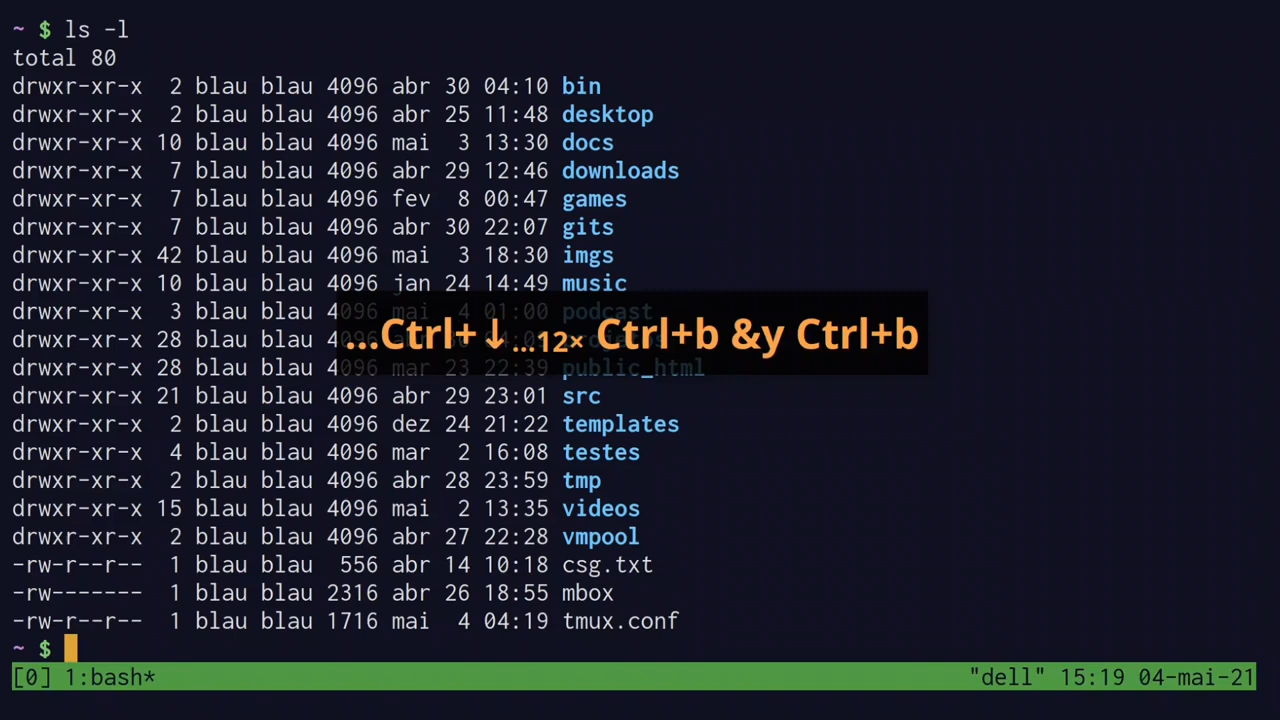 ~ $ ls -l
total 80
drwxr-xr-x  2 blau blau 4096 abr 30 04:10 bin
drwxr-xr-x  2 blau blau 4096 abr 25 11:48 desktop
drwxr-xr-x 10 blau blau 4096 mai  3 13:30 docs
drwxr-xr-x  7 blau blau 4096 abr 29 12:46 downloads
drwxr-xr-x  7 blau blau 4096 fev  8 00:47 games
drwxr-xr-x  7 blau blau 4096 abr 30 22:07 gits
drwxr-xr-x 42 blau blau 4096 mai  3 18:30 imgs
drwxr-xr-x 10 blau blau 4096 jan 24 14:49 music
drwxr-xr-x  3 blau blau 4096 mai  4 01:00 podcast
...Ctrl+↓...12× Ctrl+b &y Ctrl+b
drwxr-xr-x 28 blau blau 4096
drwxr-xr-x 28 blau blau 4096 mar 23 22:39 public_html
drwxr-xr-x 21 blau blau 4096 abr 29 23:01 src
drwxr-xr-x  2 blau blau 4096 dez 24 21:22 templates
drwxr-xr-x  4 blau blau 4096 mar  2 16:08 testes
drwxr-xr-x  2 blau blau 4096 abr 28 23:59 tmp
drwxr-xr-x 15 blau blau 4096 mai  2 13:35 videos
drwxr-xr-x  2 blau blau 4096 abr 27 22:28 vmpool
-rw-r--r--  1 blau blau  556 abr 14 10:18 csg.txt
-rw-------  1 blau blau 2316 abr 26 18:55 mbox
-rw-r--r--  1 blau blau 1716 mai  4 04:19 tmux.conf
~ $
[0] 1:bash* "dell" 15:19 04-mai-21